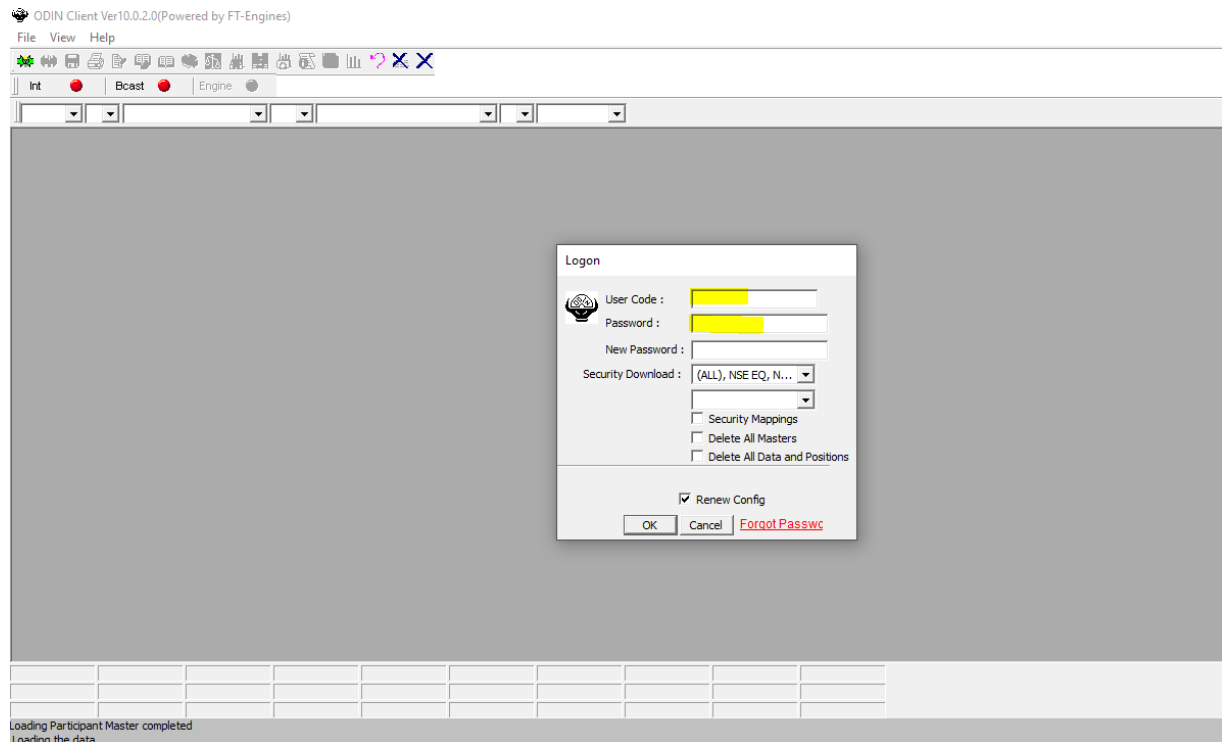 ODIN Client Ver10.0.2.0(Powered by FT-Engines)
File View Help
Int Bcast Engine
Logon
User Code :
Password :
New Password :
Security Download : (ALL), NSE EQ, N...
Security Mappings
Delete All Masters
Delete All Data and Positions
Renew Config
OK Cancel Forgot Passwc
Loading Participant Master completed
Loading the data